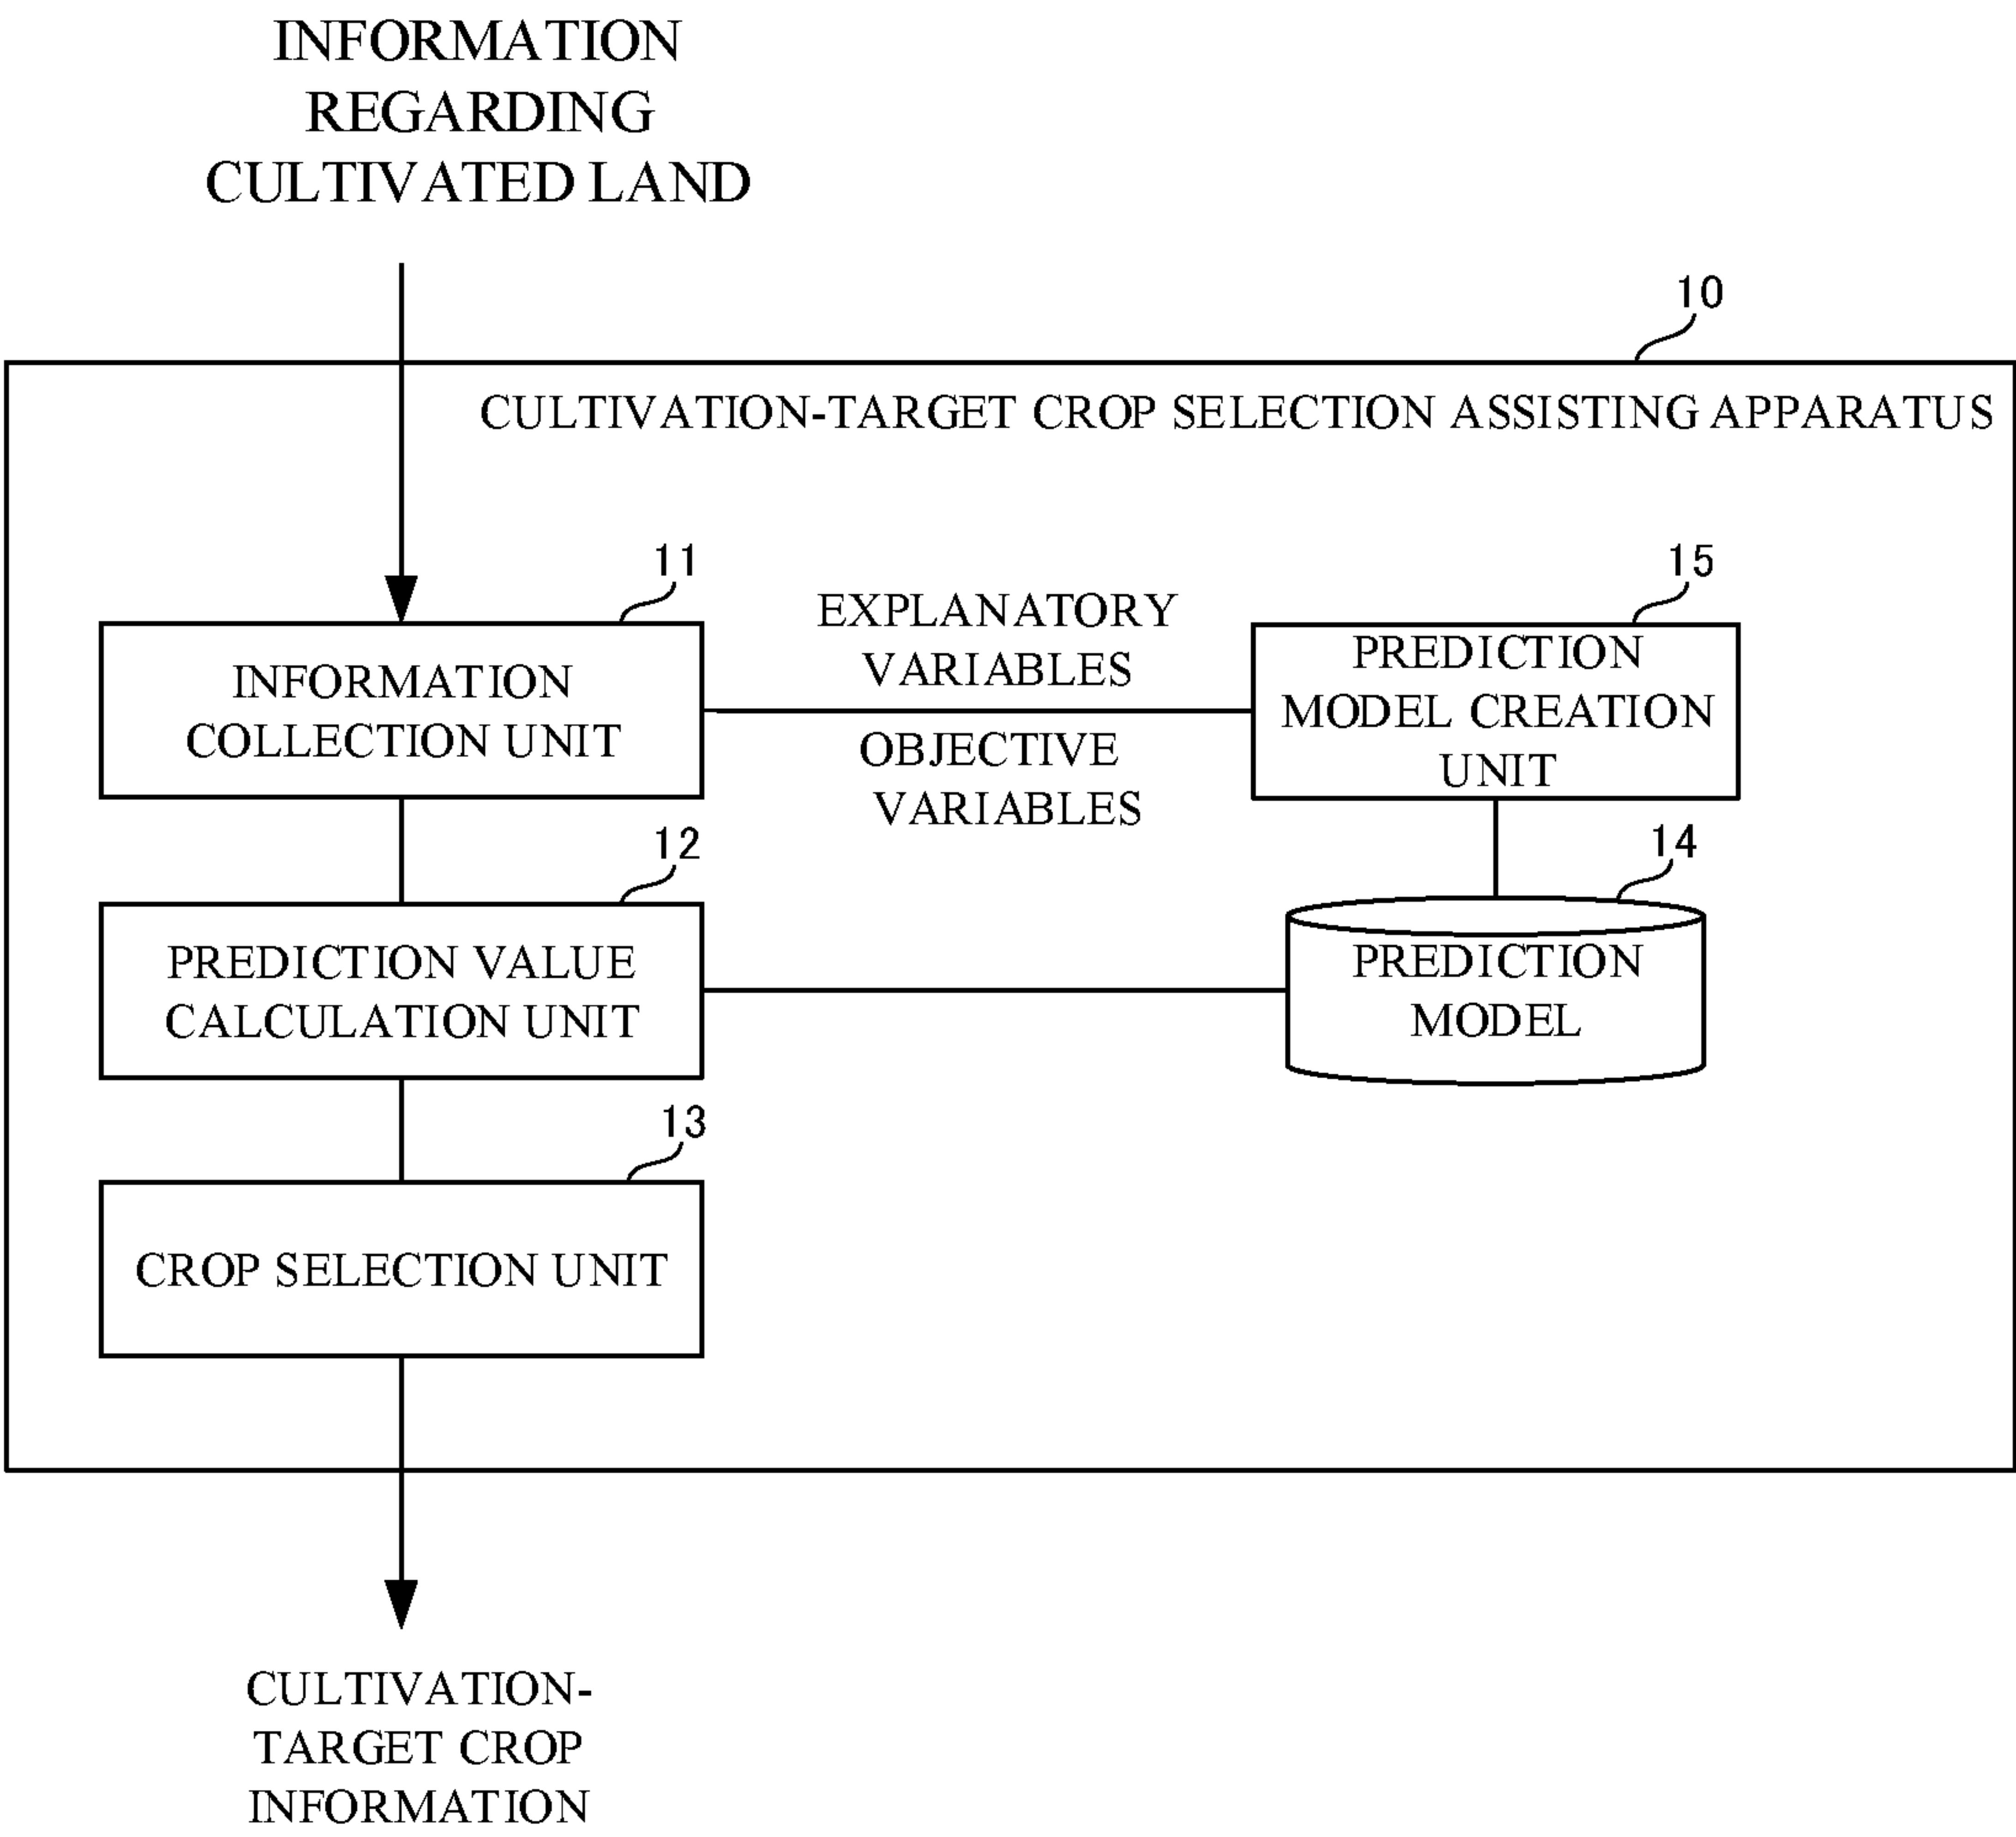 INFORMATION
REGARDING
CULTIVATED LAND
10
CULTIVATION-TARGET CROP SELECTION ASSISTING APPARATUS
11
INFORMATION
COLLECTION UNIT
EXPLANATORY
VARIABLES
OBJECTIVE
VARIABLES
15
PREDICTION
MODEL CREATION
UNIT
12
PREDICTION VALUE
CALCULATION UNIT
14
PREDICTION
MODEL
13
CROP SELECTION UNIT
CULTIVATION-
TARGET CROP
INFORMATION